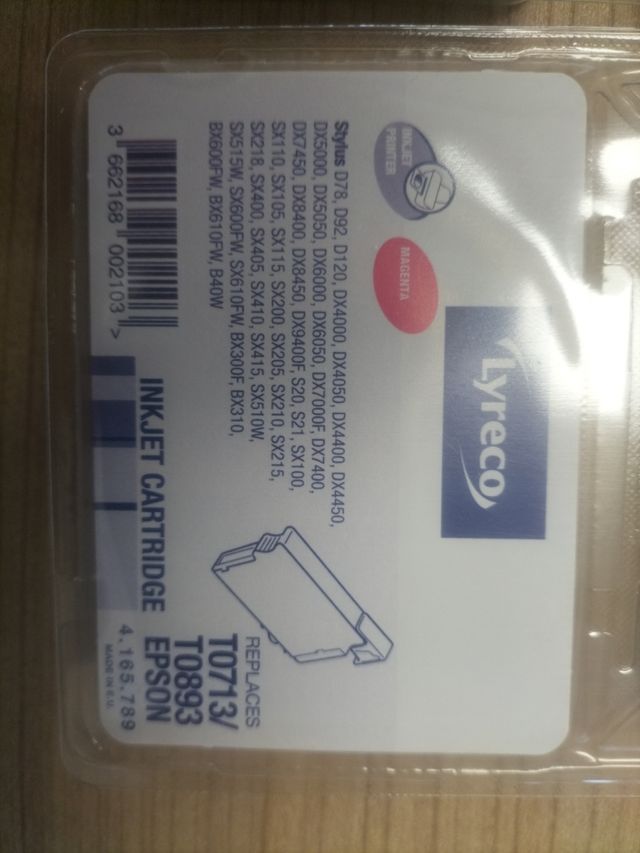 Lyreco
INKJET
PRINTER
MAGENTA
Stylus D78, D92, D120, DX4000, DX4050, DX4400, DX4450,
DX5000, DX5050, DX6000, DX6050, DX7000F, DX7400,
DX7450, DX8400, DX8450, DX9400F, S20, S21, SX100,
SX110, SX105, SX115, SX200, SX205, SX210, SX215,
SX218, SX400, SX405, SX410, SX415, SX510W,
SX515W, SX600FW, SX610FW, BX300F, BX310,
BX600FW, BX610FW, B40W
REPLACES
T0713/
T0893
EPSON
INKJET CARTRIDGE
3 662168 002103 >
4.165.789
MADE IN E.U.